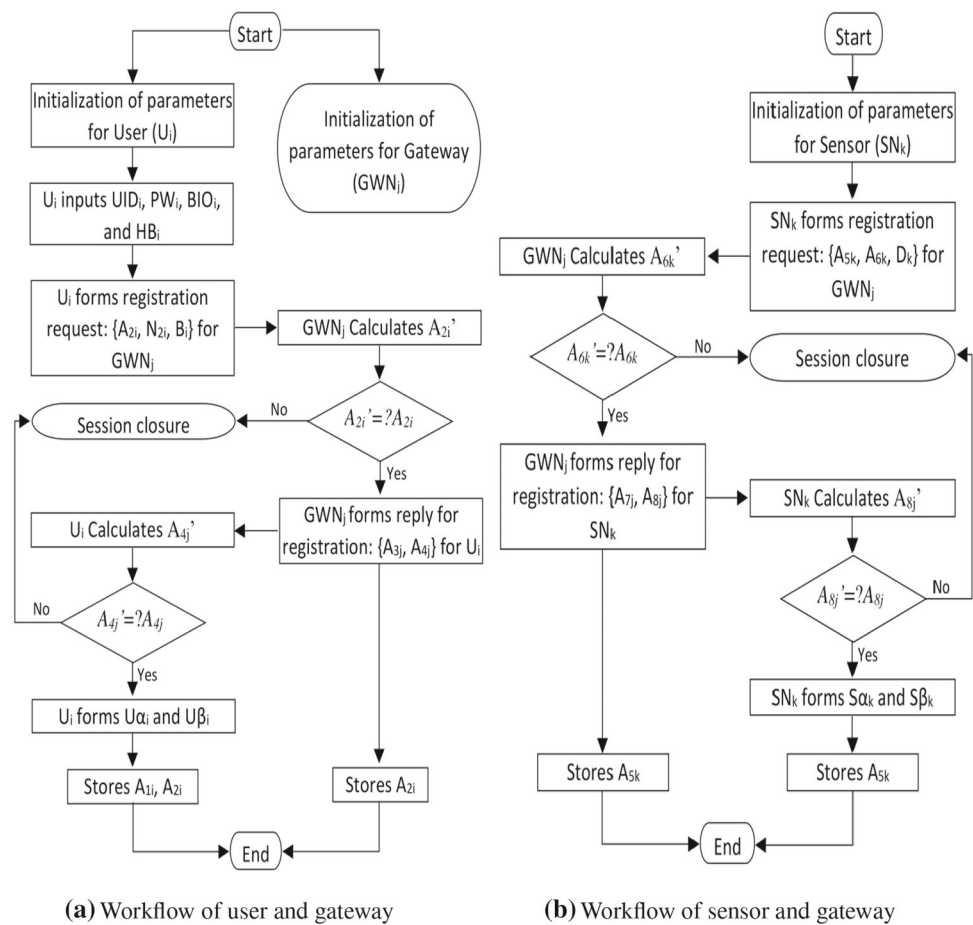 Start
Initialization of parameters
for User (Uᵢ)
Initialization of
parameters for Gateway
(GWNⱼ)
Uᵢ inputs UIDᵢ, PWᵢ, BIOᵢ,
and HBᵢ
Uᵢ forms registration
request: {A₂ᵢ, N₂ᵢ, Bᵢ} for
GWNⱼ
GWNⱼ Calculates A₂ᵢ’
A₂ᵢ’=?A₂ᵢ
No
Session closure
Yes
GWNⱼ forms reply for
registration: {A₃ⱼ, A₄ⱼ} for Uᵢ
Uᵢ Calculates A₄ⱼ’
A₄ⱼ’=?A₄ⱼ
No
Yes
Uᵢ forms Uαᵢ and Uβᵢ
Stores A₁ᵢ, A₂ᵢ
Stores A₂ᵢ
End
(a) Workflow of user and gateway
Start
Initialization of parameters
for Sensor (SNₖ)
SNₖ forms registration
request: {A₅ₖ, A₆ₖ, Dₖ} for
GWNⱼ
GWNⱼ Calculates A₆ₖ’
A₆ₖ’=?A₆ₖ
No
Session closure
Yes
GWNⱼ forms reply for
registration: {A₇ⱼ, A₈ⱼ} for
SNₖ
SNₖ Calculates A₈ⱼ’
A₈ⱼ’=?A₈ⱼ
No
Yes
SNₖ forms Sαₖ and Sβₖ
Stores A₅ₖ
Stores A₅ₖ
End
(b) Workflow of sensor and gateway